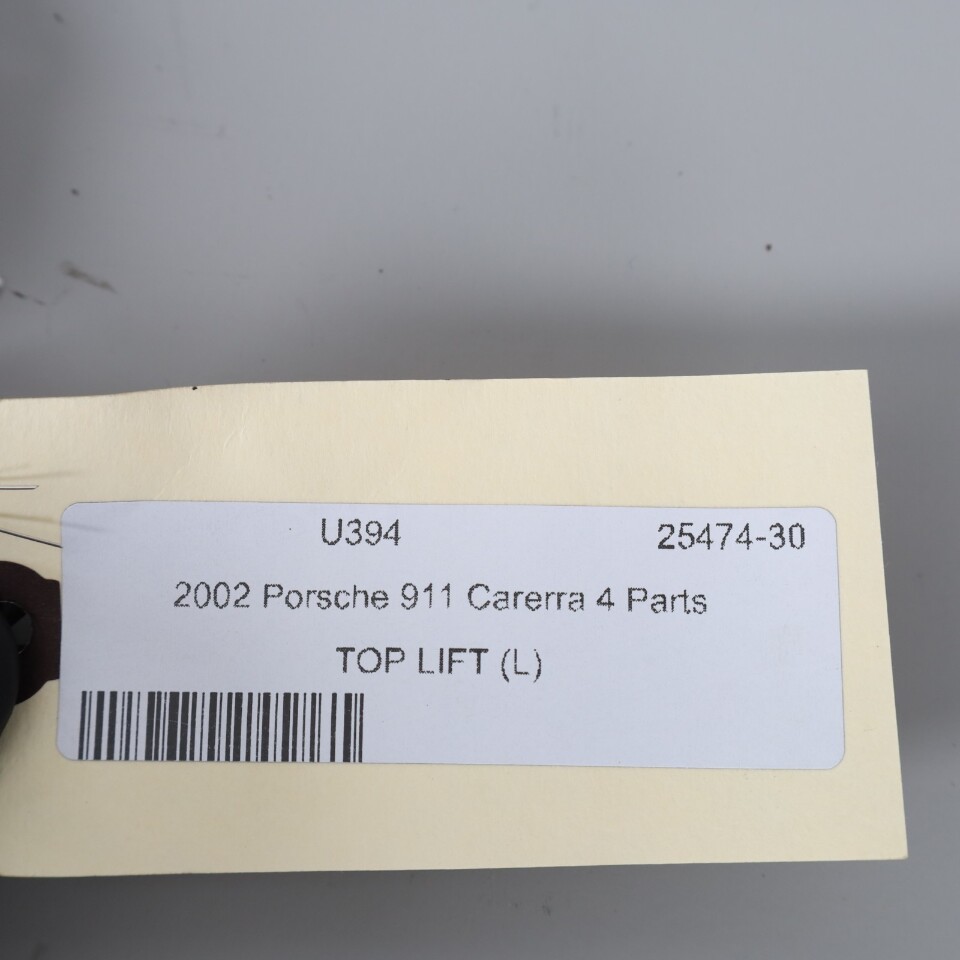 U394 25474-30
2002 Porsche 911 Carerra 4 Parts
TOP LIFT (L)